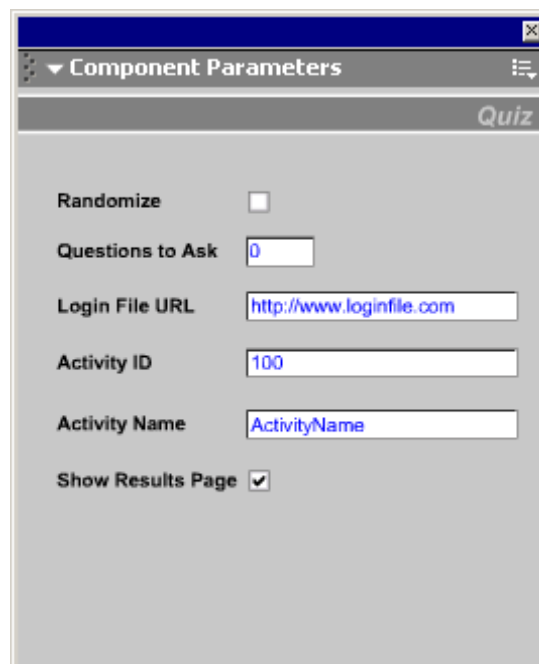 Component Parameters
Quiz
Randomize
Questions to Ask 0
Login File URL http://www.loginfile.com
Activity ID 100
Activity Name ActivityName
Show Results Page